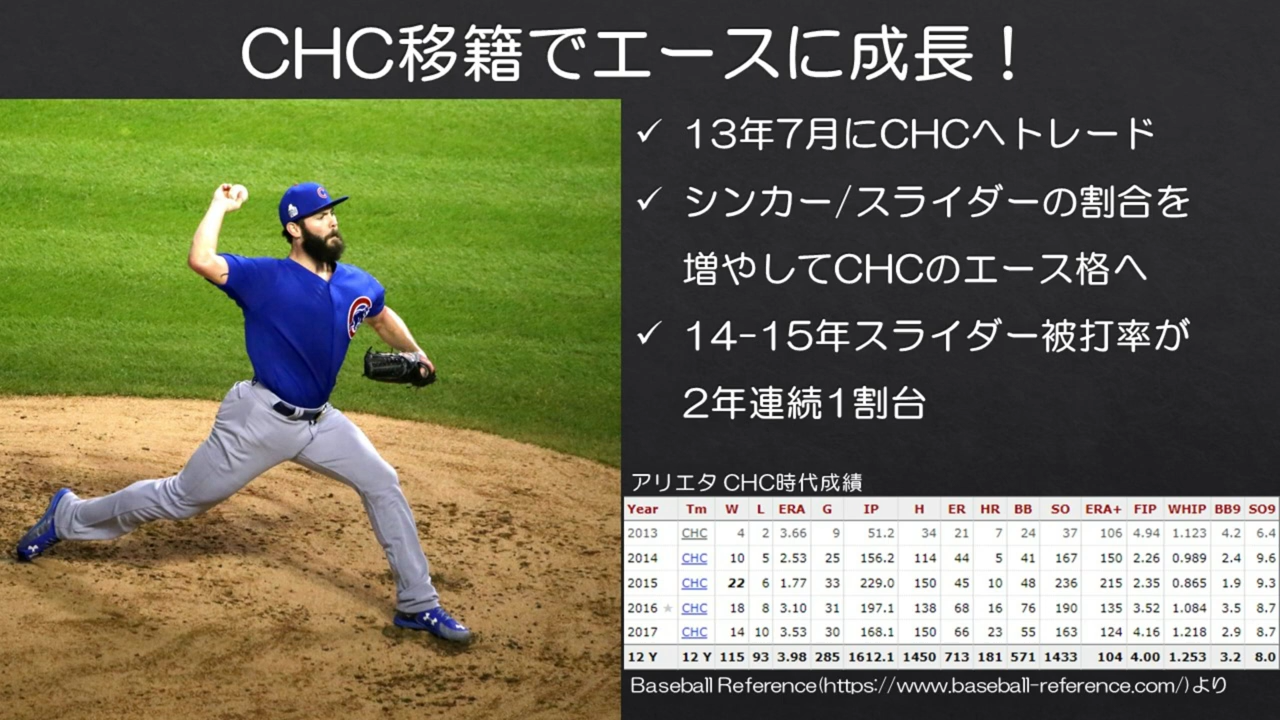 CHC移籍でエースに成長！
✓ 13年7月にCHCへトレード
✓ シンカー/スライダーの割合を
増やしてCHCのエース格へ
✓ 14-15年スライダー被打率が
2年連続1割台
アリエタ CHC時代成績
Year Tm W L ERA G IP H ER HR BB SO ERA+ FIP WHIP BB9 SO9
2013 CHC 4 2 3.66 9 51.2 34 21 7 24 37 106 4.94 1.123 4.2 6.4
2014 CHC 10 5 2.53 25 156.2 114 44 5 41 167 150 2.26 0.989 2.4 9.6
2015 CHC 22 6 1.77 33 229.0 150 45 10 48 236 215 2.35 0.865 1.9 9.3
2016 ★ CHC 18 8 3.10 31 197.1 138 68 16 76 190 135 3.52 1.084 3.5 8.7
2017 CHC 14 10 3.53 30 168.1 150 66 23 55 163 124 4.16 1.218 2.9 8.7
12 Y 12 Y 115 93 3.98 285 1612.1 1450 713 181 571 1433 104 4.00 1.253 3.2 8.0
Baseball Reference(https://www.baseball-reference.com/)より